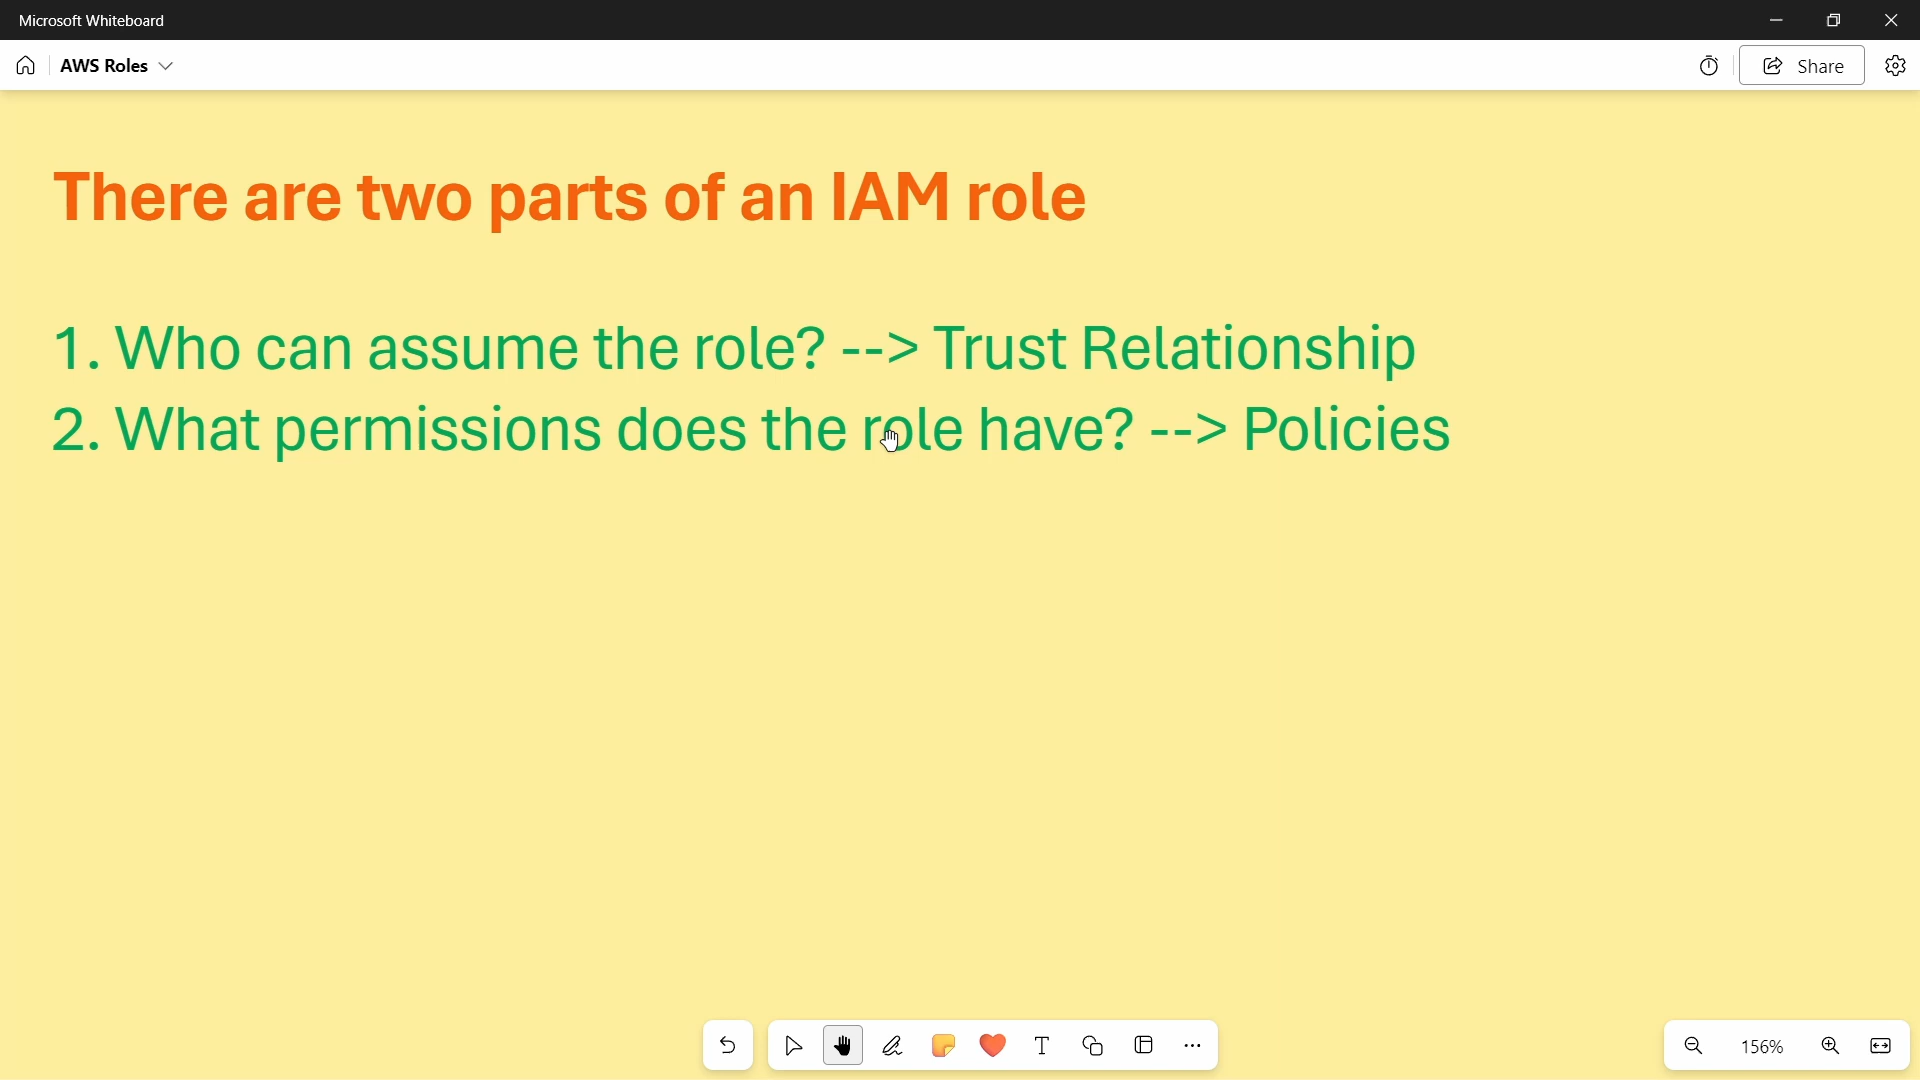 Microsoft Whiteboard
AWS Roles
Share
There are two parts of an IAM role
1. Who can assume the role? --> Trust Relationship
2. What permissions does the role have? --> Policies
156%